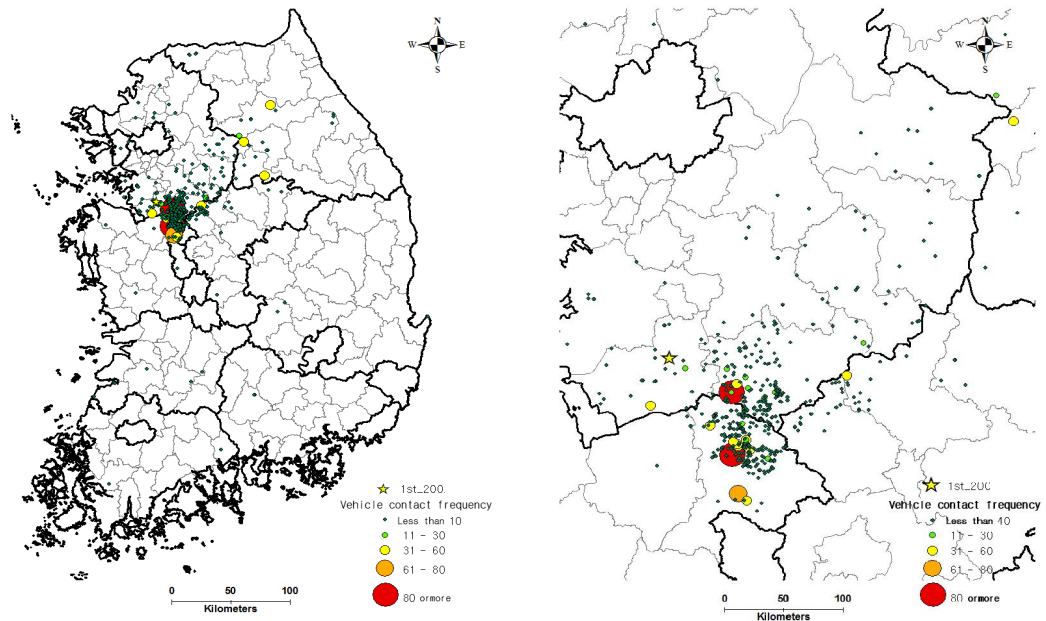 N
W E
S
1st_200
Vehicle contact frequency
Less than 10
11 - 30
31 - 60
61 - 80
80 ormore
0 50 100
Kilometers
N
W E
S
1st_200
Vehicle contact frequency
Less than 40
11 - 30
31 - 60
61 - 80
80 ormore
0 50 100
Kilometers